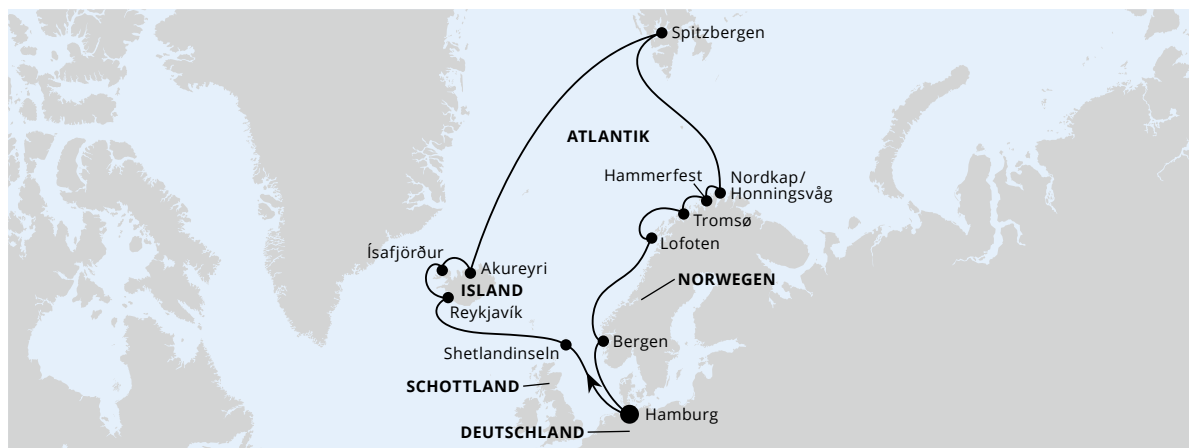 Spitzbergen
ATLANTIK
Hammerfest
Nordkap/
Honningsvåg
Tromsø
Lofoten
Ísafjörður
Akureyri
ISLAND
NORWEGEN
Reykjavík
Bergen
Shetlandinseln
SCHOTTLAND
Hamburg
DEUTSCHLAND